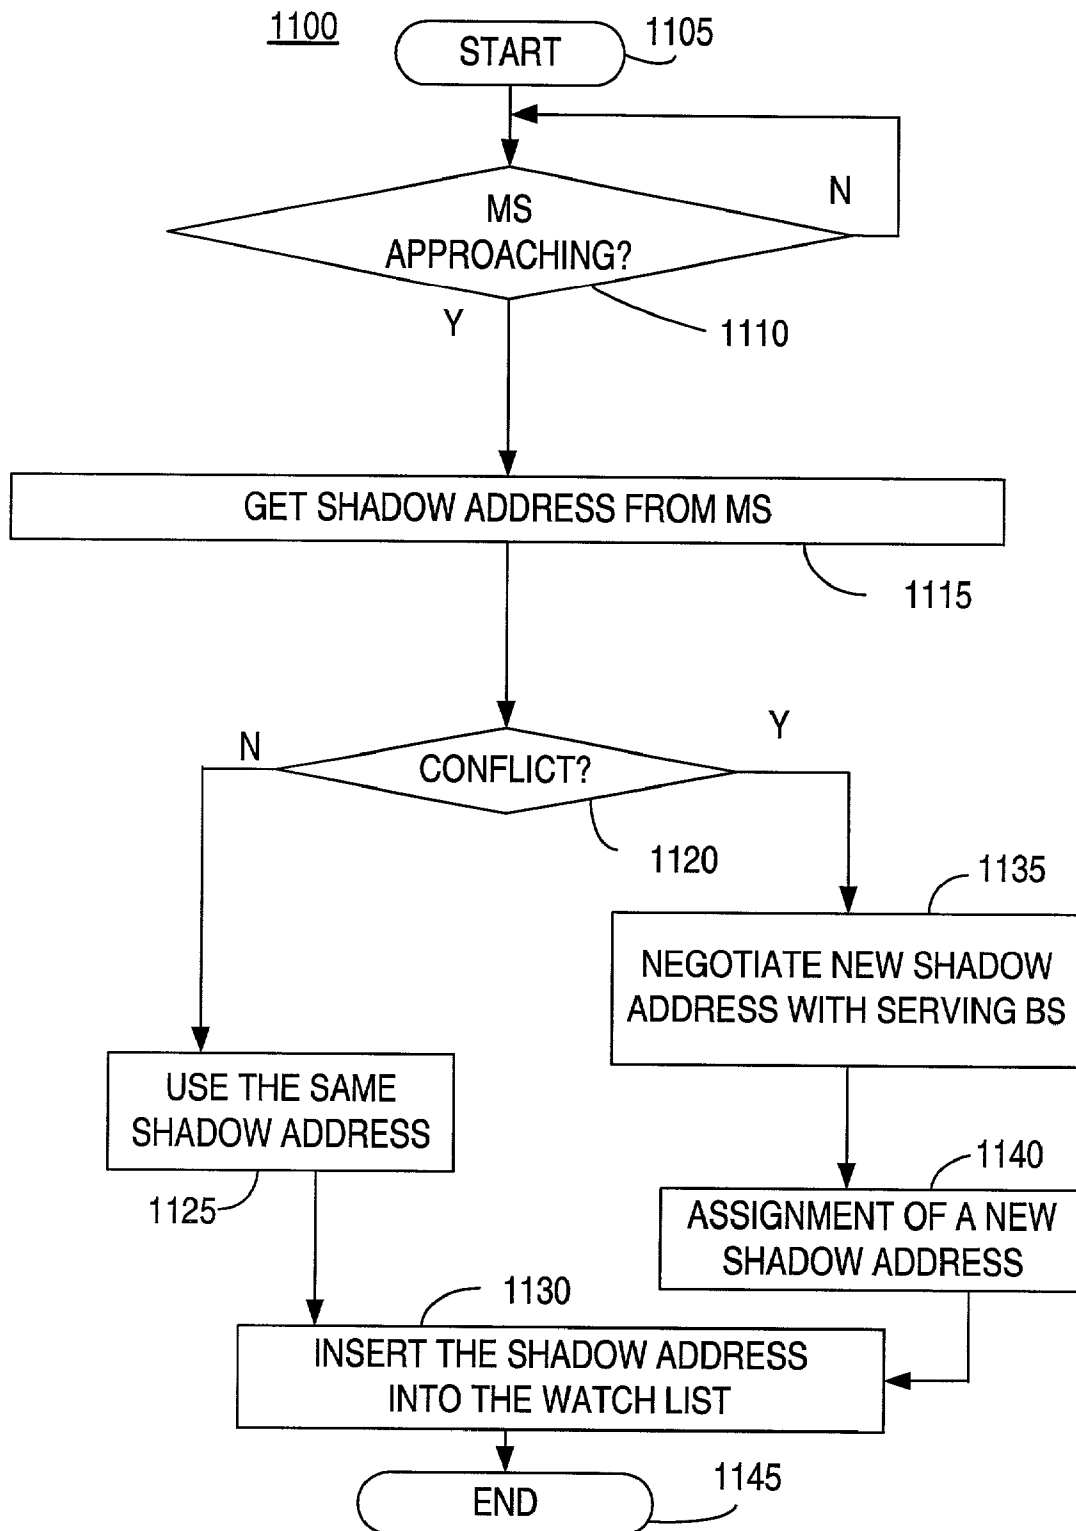 1100
START
1105
MS
APPROACHING?
N
Y
1110
GET SHADOW ADDRESS FROM MS
1115
N
CONFLICT?
Y
1120
1135
NEGOTIATE NEW SHADOW
ADDRESS WITH SERVING BS
USE THE SAME
SHADOW ADDRESS
1125
1140
ASSIGNMENT OF A NEW
SHADOW ADDRESS
1130
INSERT THE SHADOW ADDRESS
INTO THE WATCH LIST
END
1145